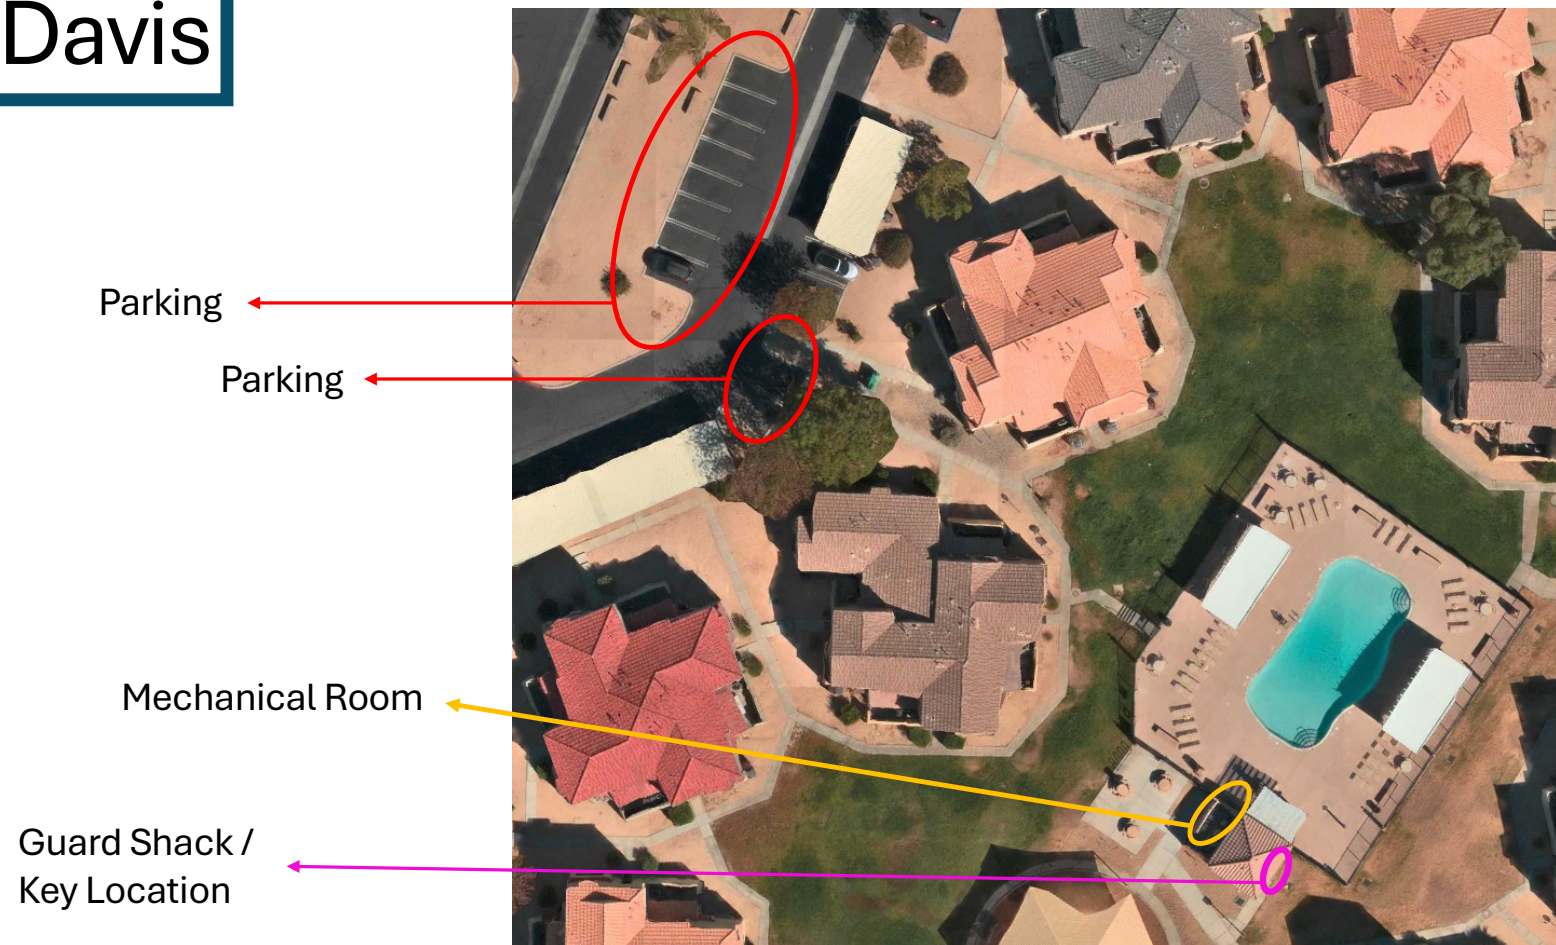 Davis
Parking
Parking
Mechanical Room
Guard Shack /
Key Location